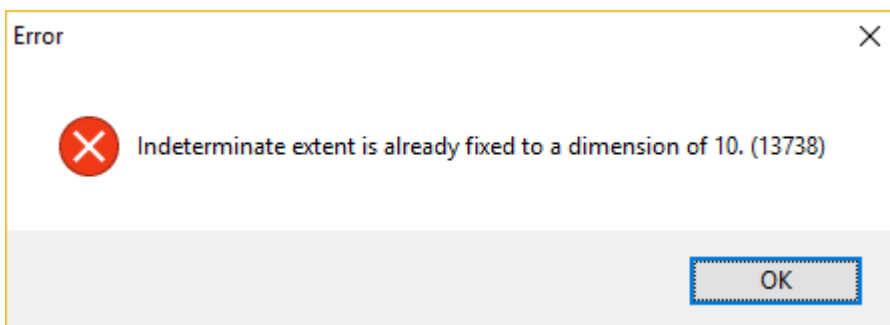 Error
Indeterminate extent is already fixed to a dimension of 10. (13738)
OK